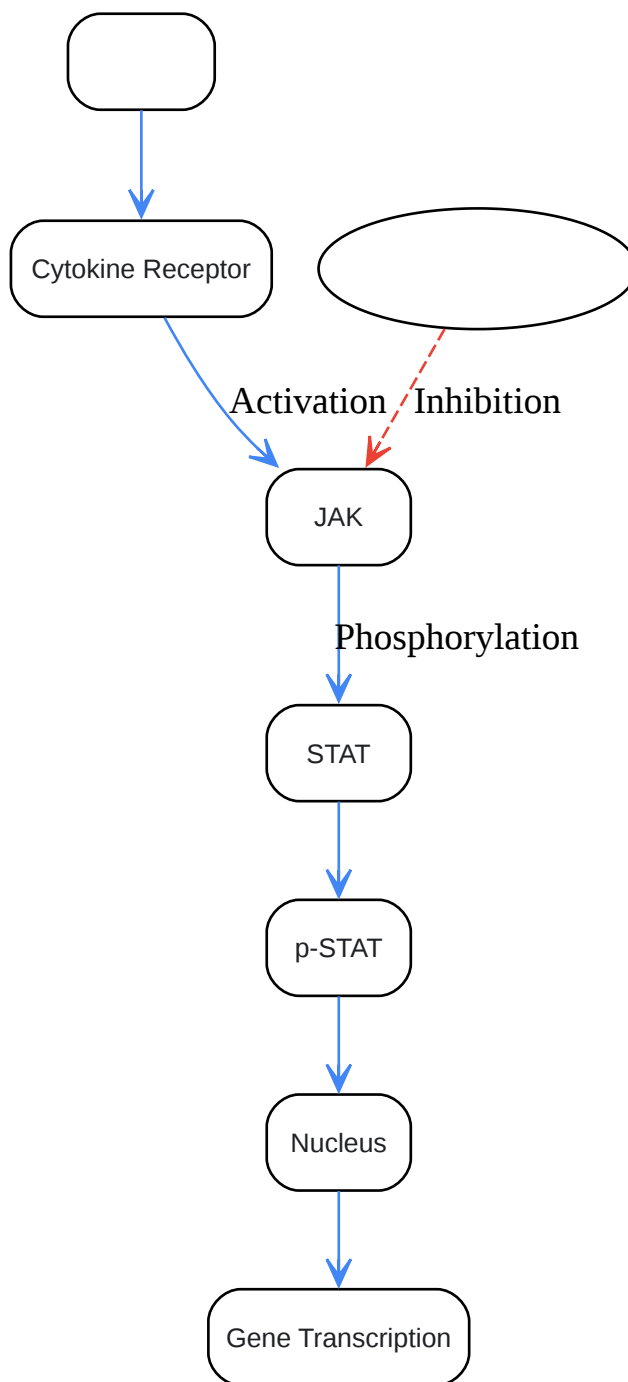 Cytokine Receptor
Activation
Inhibition
JAK
Phosphorylation
STAT
p-STAT
Nucleus
Gene Transcription